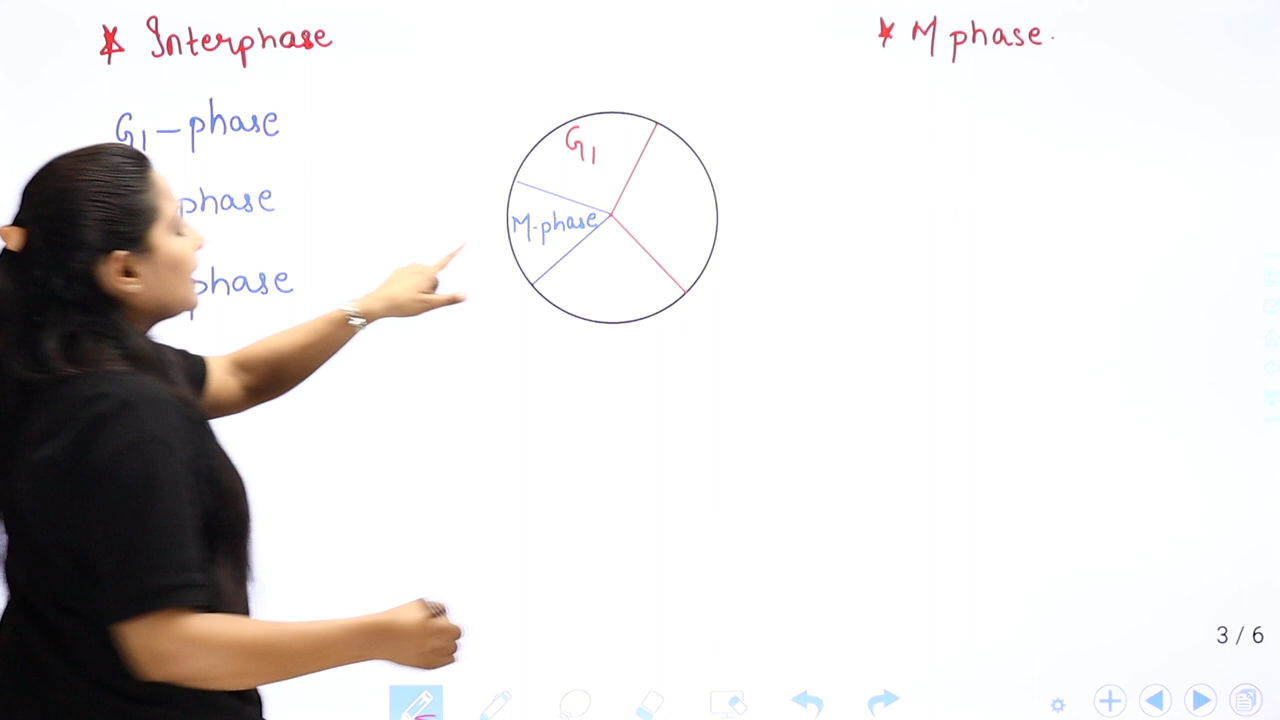 * Interphase
* M phase.
G1 - phase
phase
phase
G1
M-phase
3 / 6